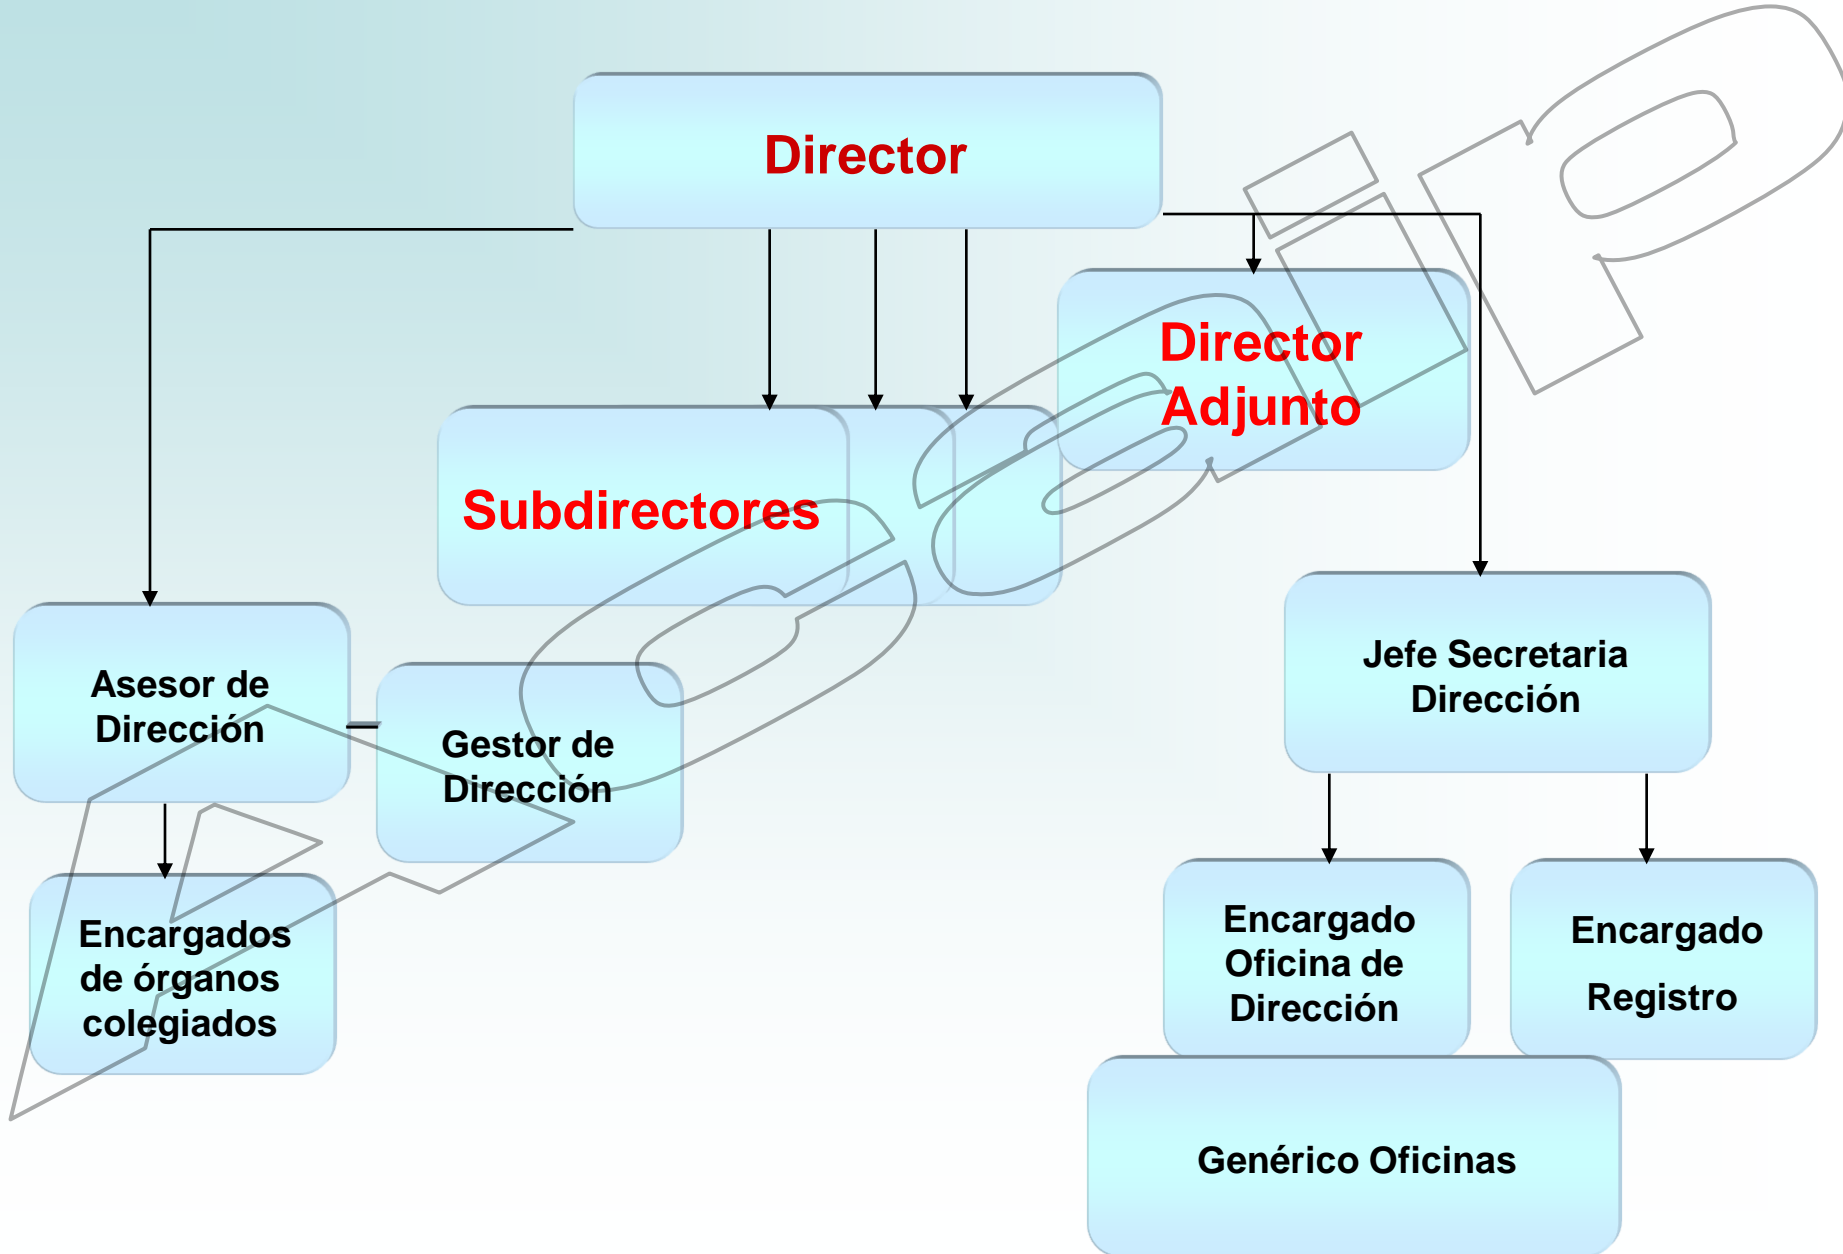 Director
Director
Adjunto
Subdirectores
Asesor de
Dirección
Gestor de
Dirección
Jefe Secretaria
Dirección
Encargados
de órganos
colegiados
Encargado
Oficina de
Dirección
Encargado
Registro
Genérico Oficinas